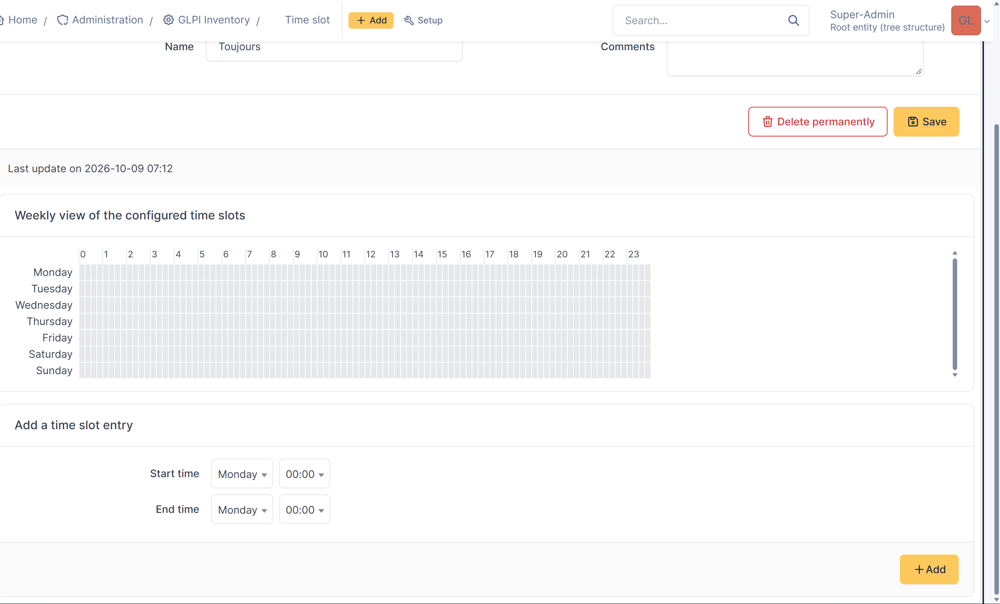 Home / Administration / GLPI Inventory / Time slot + Add Setup Search... Super-Admin GL
Root entity (tree structure)
Name Toujours Comments
Delete permanently Save
Last update on 2026-10-09 07:12
Weekly view of the configured time slots
0 1 2 3 4 5 6 7 8 9 10 11 12 13 14 15 16 17 18 19 20 21 22 23
Monday
Tuesday
Wednesday
Thursday
Friday
Saturday
Sunday
Add a time slot entry
Start time Monday 00:00
End time Monday 00:00
+ Add